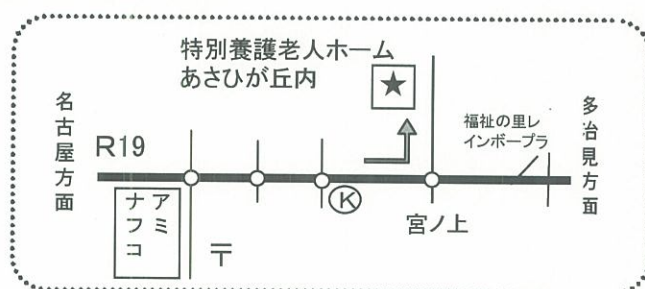 特別養護老人ホーム
あさひが丘内
★
名古屋方面
R19
福祉の里レ
インボープラ
多治見方面
アミ
ナフコ
〒
K
宮ノ上